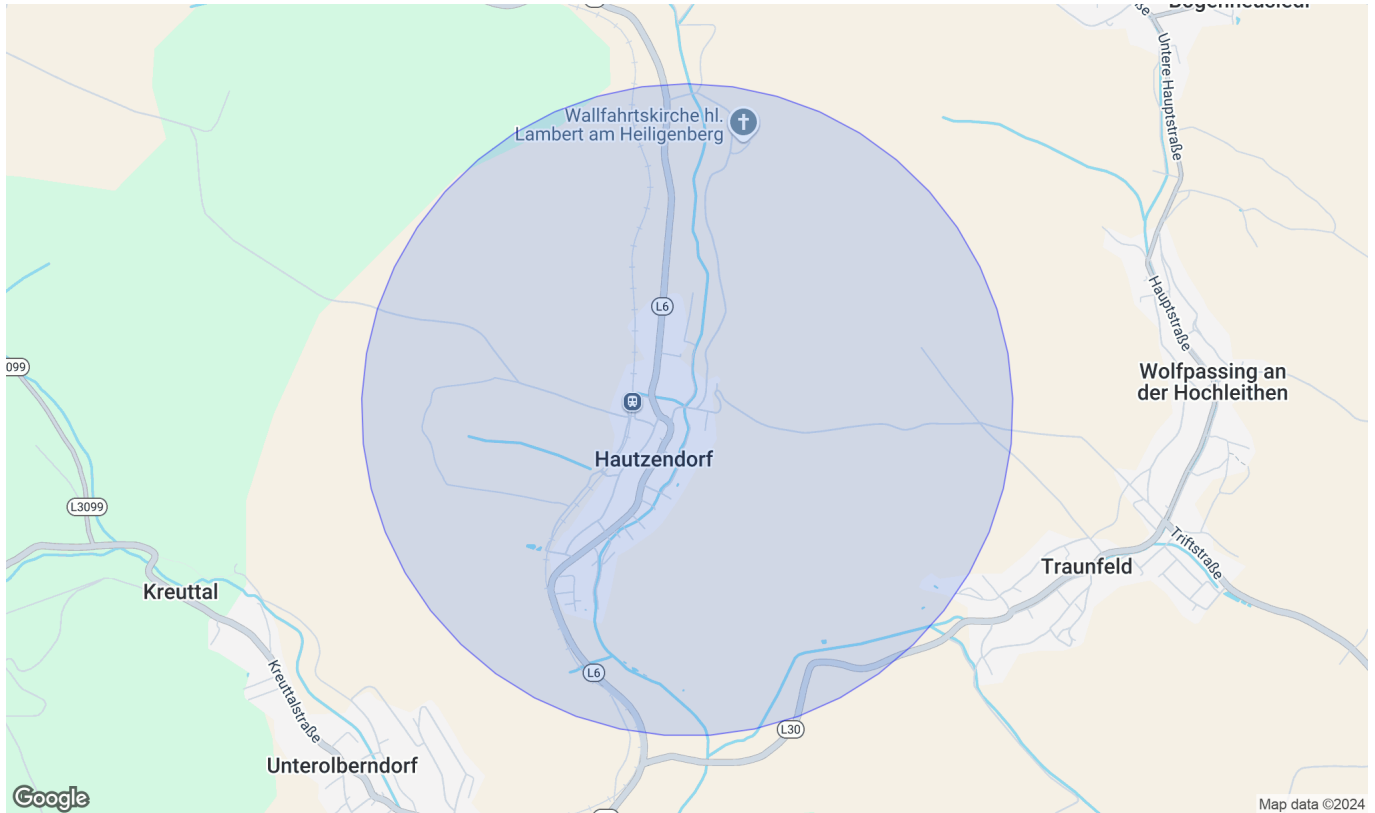 Untere Hauptstraße
Wallfahrtskirche hl.
Lambert am Heiligenberg
L6
Hauptstraße
099
Wolfpassing an
der Hochleithen
Hautzendorf
L3099
Triftstraße
Traunfeld
Kreuttal
L6
Kreuttalstraße
L30
Unterolberndorf
Google
Map data ©2024